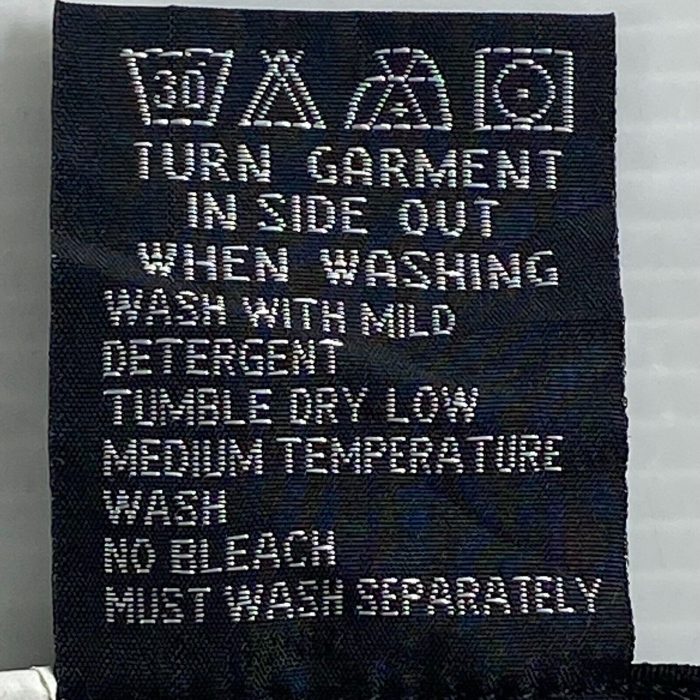 30
TURN GARMENT
IN SIDE OUT
WHEN WASHING
WASH WITH MILD
DETERGENT
TUMBLE DRY LOW
MEDIUM TEMPERATURE
WASH
NO BLEACH
MUST WASH SEPARATELY